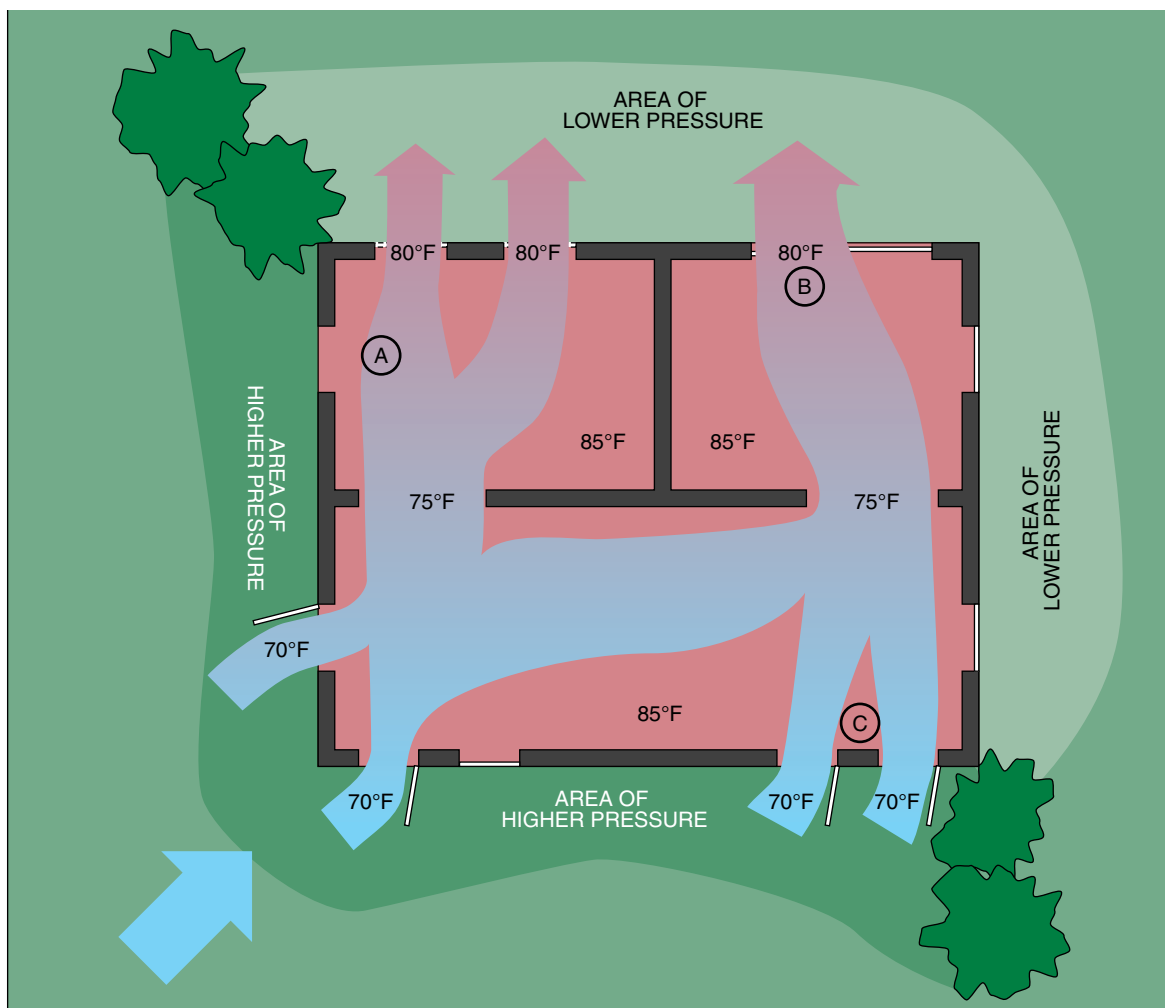 AREA OF
LOWER PRESSURE
80°F
80°F
80°F
B
A
AREA OF
HIGHER PRESSURE
85°F
85°F
AREA OF
LOWER PRESSURE
75°F
75°F
70°F
85°F
C
70°F
AREA OF
HIGHER PRESSURE
70°F
70°F